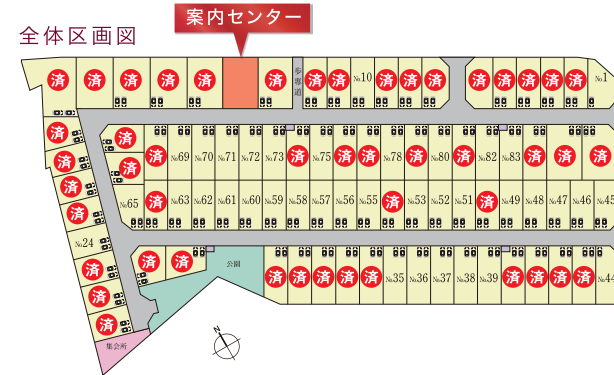 案内センター
全体区画図
済 済 済 済 済 済 歩専道 済 済 №10 済 済 済 済 済 済 済 済 №1
済 済 済 №69 №70 №71 №72 №73 済 №75 済 済 №78 済 №80 済 №82 №83 済 済 済
済 済
済 №65 済 №63 №62 №61 №60 №59 №58 №57 №56 №55 済 №53 №52 №51 済 №49 №48 №47 №46 №45
済
№24 済 済 公園
済 済 済 済 済 済 №35 №36 №37 №38 №39 済 済 済 済 №44
済
済
集会所 N